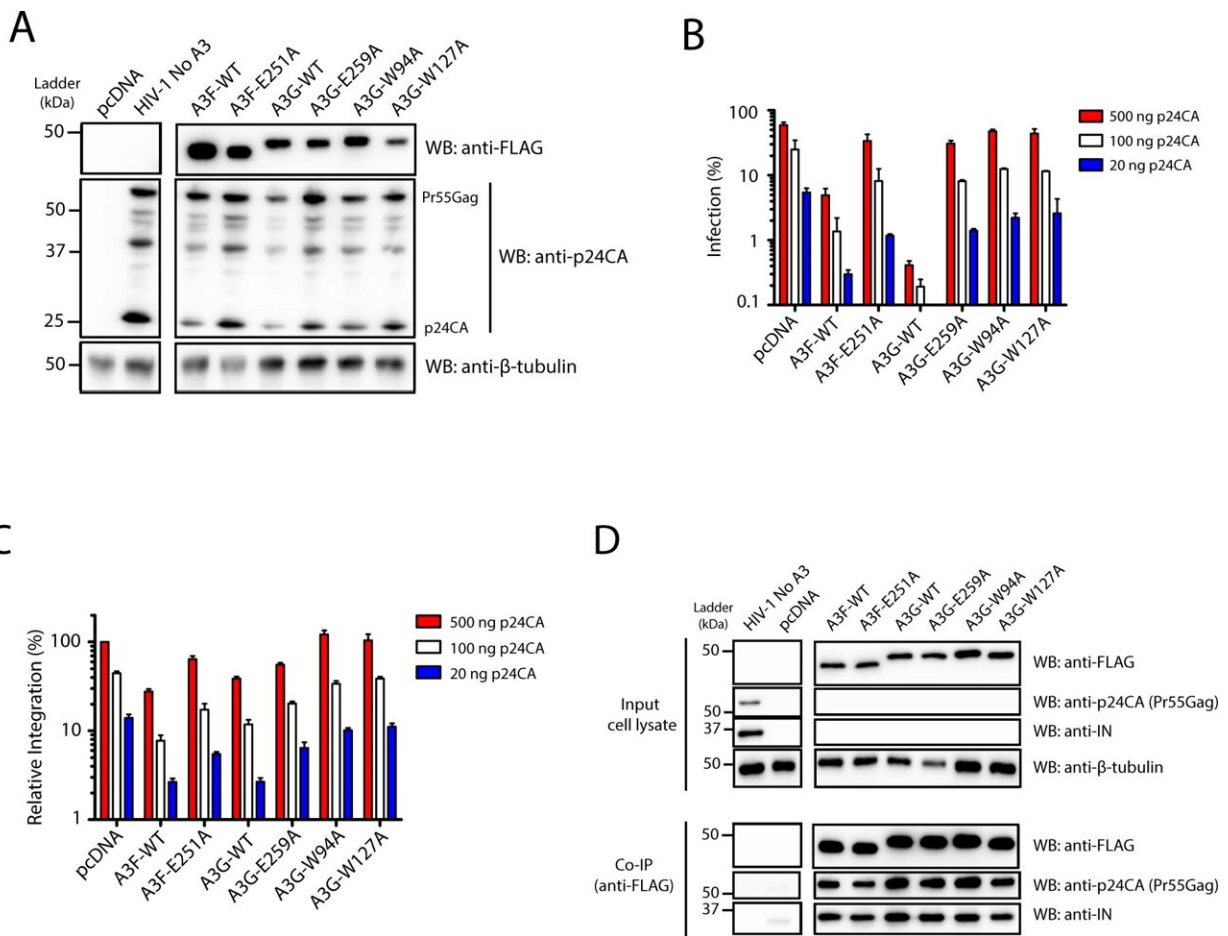 A
Ladder
(kDa)
pcDNA
HIV-1 No A3
A3F-WT
A3F-E251A
A3G-WT
A3G-E259A
A3G-W94A
A3G-W127A
50
WB: anti-FLAG
Pr55Gag
50
37
WB: anti-p24CA
25
p24CA
50
WB: anti-β-tubulin
B
Infection (%)
100
10
1
0.1
500 ng p24CA
100 ng p24CA
20 ng p24CA
pcDNA
A3F-WT
A3F-E251A
A3G-WT
A3G-E259A
A3G-W94A
A3G-W127A
C
Relative Integration (%)
100
10
1
500 ng p24CA
100 ng p24CA
20 ng p24CA
pcDNA
A3F-WT
A3F-E251A
A3G-WT
A3G-E259A
A3G-W94A
A3G-W127A
D
Ladder
(kDa)
HIV-1 No A3
pcDNA
A3F-WT
A3F-E251A
A3G-WT
A3G-E259A
A3G-W94A
A3G-W127A
Input
cell lysate
50
WB: anti-FLAG
50
WB: anti-p24CA (Pr55Gag)
37
WB: anti-IN
50
WB: anti-β-tubulin
Co-IP
(anti-FLAG)
50
WB: anti-FLAG
50
WB: anti-p24CA (Pr55Gag)
37
WB: anti-IN